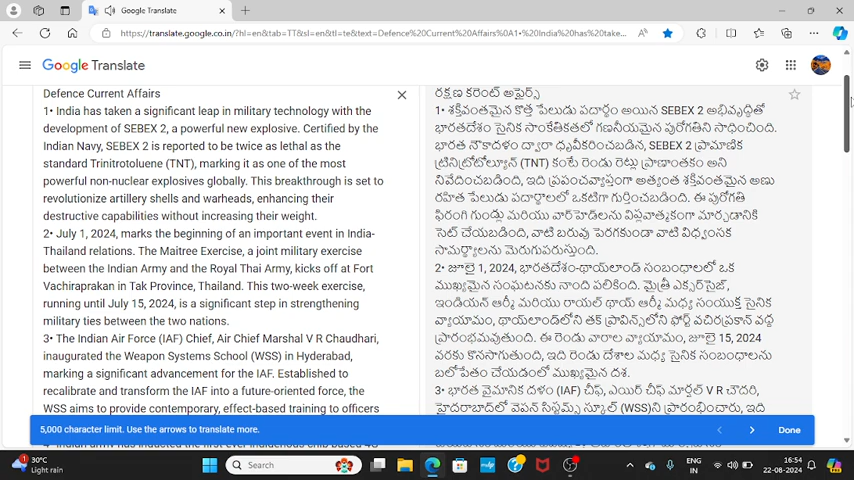 Google Translate
https://translate.google.co.in/?hl=en&tab=TT&sl=en&tl=te&text=Defence%20Current%20Affairs%0A1•%20India%20has%20take...
Google Translate
Defence Current Affairs
1• India has taken a significant leap in military technology with the
development of SEBEX 2, a powerful new explosive. Certified by the
Indian Navy, SEBEX 2 is reported to be twice as lethal as the
standard Trinitrotoluene (TNT), marking it as one of the most
powerful non-nuclear explosives globally. This breakthrough is set to
revolutionize artillery shells and warheads, enhancing their
destructive capabilities without increasing their weight.
2• July 1, 2024, marks the beginning of an important event in India-
Thailand relations. The Maitree Exercise, a joint military exercise
between the Indian Army and the Royal Thai Army, kicks off at Fort
Vachiraprakan in Tak Province, Thailand. This two-week exercise,
running until July 15, 2024, is a significant step in strengthening
military ties between the two nations.
3• The Indian Air Force (IAF) Chief, Air Chief Marshal V R Chaudhari,
inaugurated the Weapon Systems School (WSS) in Hyderabad,
marking a significant advancement for the IAF. Established to
recalibrate and transform the IAF into a future-oriented force, the
WSS aims to provide contemporary, effect-based training to officers
రక్షణ కరెంట్ అఫైర్స్
1• శక్తివంతమైన కొత్త పేలుడు పదార్థం అయిన SEBEX 2 అభివృద్ధితో
భారతదేశం సైనిక సాంకేతికతలో గణనీయమైన పురోగతిని సాధించింది.
భారత నౌకాదళం ద్వారా ధృవీకరించబడిన, SEBEX 2 ప్రామాణిక
ట్రినిట్రోటోల్యూన్ (TNT) కంటే రెండు రెట్లు ప్రాణాంతకం అని
నివేదించబడింది, ఇది ప్రపంచవ్యాప్తంగా అత్యంత శక్తివంతమైన అణు
రహిత పేలుడు పదార్థాలలో ఒకటిగా గుర్తించబడింది. ఈ పురోగతి
ఫిరంగి గుండ్లు మరియు వార్‌హెడ్‌లను విప్లవాత్మకంగా మార్చడానికి
సెట్ చేయబడింది, వాటి బరువు పెరగకుండా వాటి విధ్వంసక
సామర్థ్యాలను మెరుగుపరుస్తుంది.
2• జూలై 1, 2024, భారతదేశం-థాయ్‌లాండ్ సంబంధాలలో ఒక
ముఖ్యమైన సంఘటనకు నాంది పలికింది. మైత్రీ ఎక్సర్‌సైజ్,
ఇండియన్ ఆర్మీ మరియు రాయల్ థాయ్ ఆర్మీ మధ్య సంయుక్త సైనిక
వ్యాయామం, థాయ్‌లాండ్‌లోని తక్ ప్రావిన్స్‌లోని ఫోర్ట్ వచిరప్రకాన్ వద్ద
ప్రారంభమవుతుంది. ఈ రెండు వారాల వ్యాయామం, జూలై 15, 2024
వరకు కొనసాగుతుంది, ఇది రెండు దేశాల మధ్య సైనిక సంబంధాలను
బలోపేతం చేయడంలో ముఖ్యమైన దశ.
3• భారత వైమానిక దళం (IAF) చీఫ్, ఎయిర్ చీఫ్ మార్షల్ V R చౌదరి,
హైదరాబాద్‌లో వెపన్ సిస్టమ్స్ స్కూల్ (WSS)ని ప్రారంభించారు, ఇది
5,000 character limit. Use the arrows to translate more.
Done
30°C
Light rain
Search
ENG
IN
16:54
22-08-2024